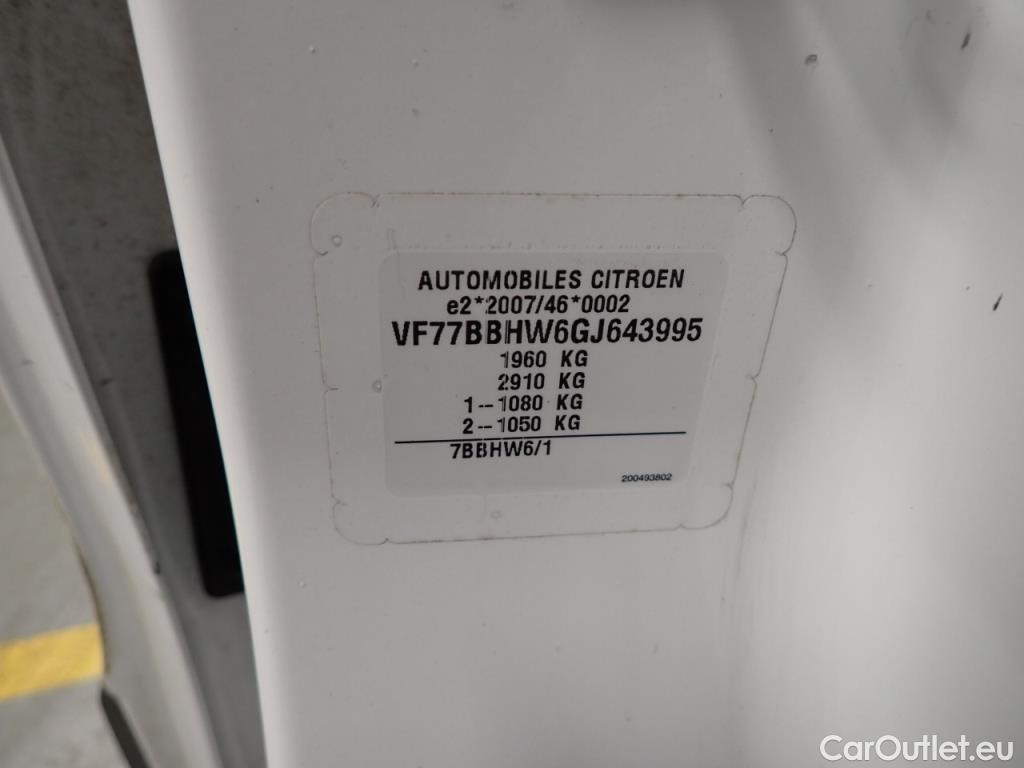 AUTOMOBILES CITROEN
e2*2007/46*0002
VF77BBHW6GJ643995
1960 KG
2910 KG
1--1080 KG
2--1050 KG
7BBHW6/1
200493802
CarOutlet.eu